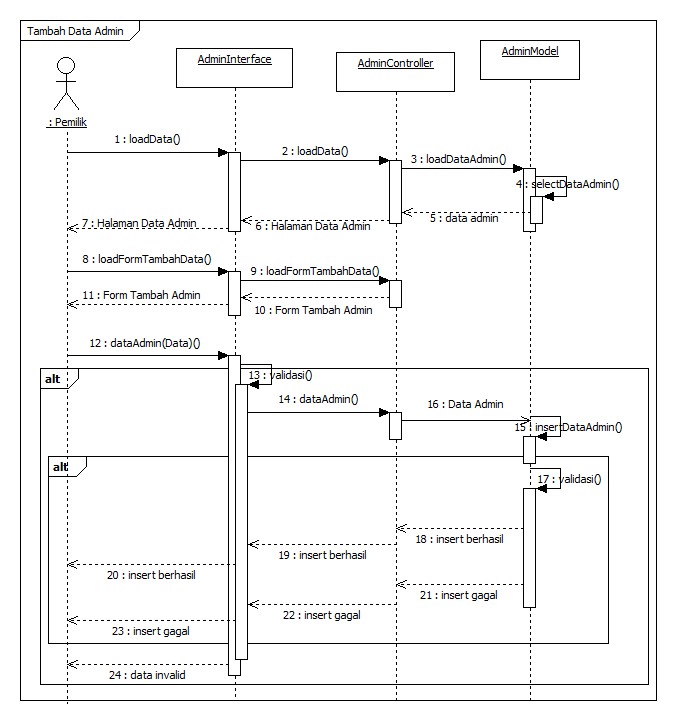 Tambah Data Admin
AdminInterface
AdminController
AdminModel
: Pemilik
1 : loadData()
2 : loadData()
3 : loadDataAdmin()
4 : selectDataAdmin()
5 : data admin
6 : Halaman Data Admin
7 : Halaman Data Admin
8 : loadFormTambahData()
9 : loadFormTambahData()
10 : Form Tambah Admin
11 : Form Tambah Admin
12 : dataAdmin(Data)()
alt
13 : validasi()
14 : dataAdmin()
16 : Data Admin
15 : insertDataAdmin()
alt
17 : validasi()
18 : insert berhasil
19 : insert berhasil
20 : insert berhasil
21 : insert gagal
22 : insert gagal
23 : insert gagal
24 : data invalid